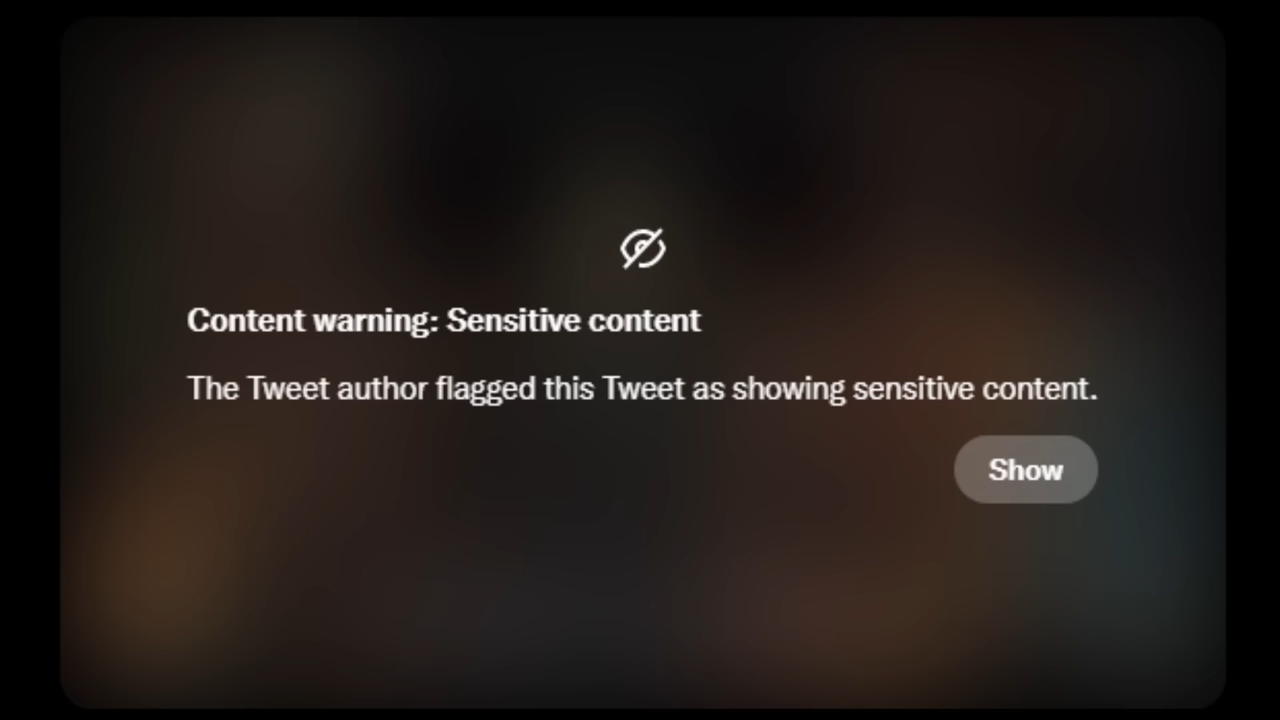 Content warning: Sensitive content
The Tweet author flagged this Tweet as showing sensitive content.
Show